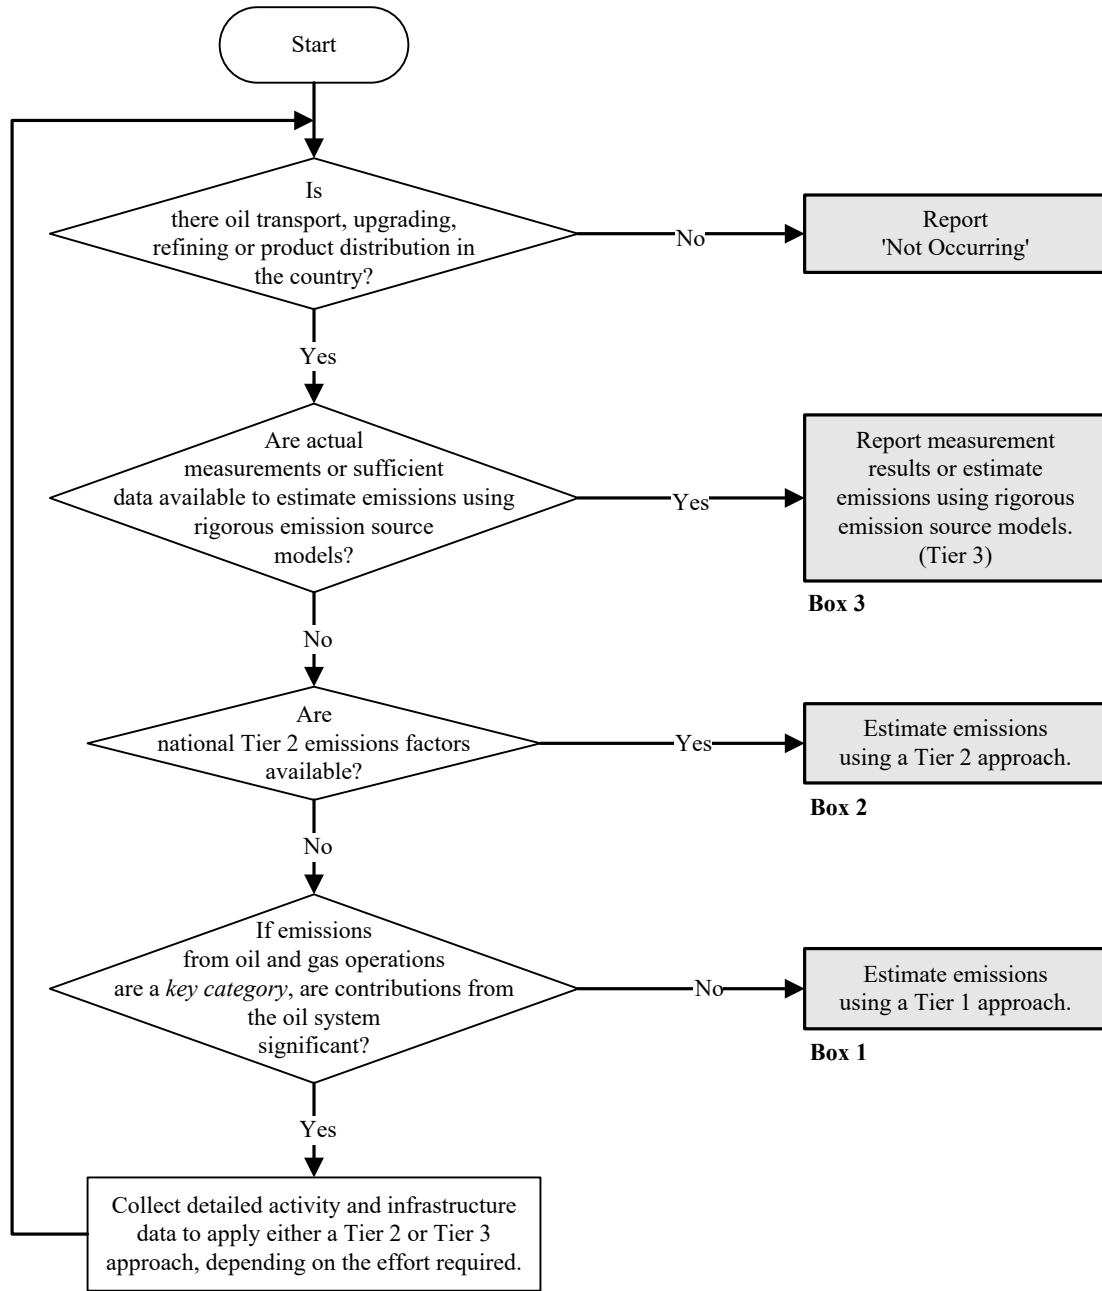 Start
Is
there oil transport, upgrading,
refining or product distribution in
the country?
No
Report
'Not Occurring'
Yes
Are actual
measurements or sufficient
data available to estimate emissions using
rigorous emission source
models?
Yes
Report measurement
results or estimate
emissions using rigorous
emission source models.
(Tier 3)
Box 3
No
Are
national Tier 2 emissions factors
available?
Yes
Estimate emissions
using a Tier 2 approach.
Box 2
No
If emissions
from oil and gas operations
are a key category, are contributions from
the oil system
significant?
No
Estimate emissions
using a Tier 1 approach.
Box 1
Yes
Collect detailed activity and infrastructure
data to apply either a Tier 2 or Tier 3
approach, depending on the effort required.